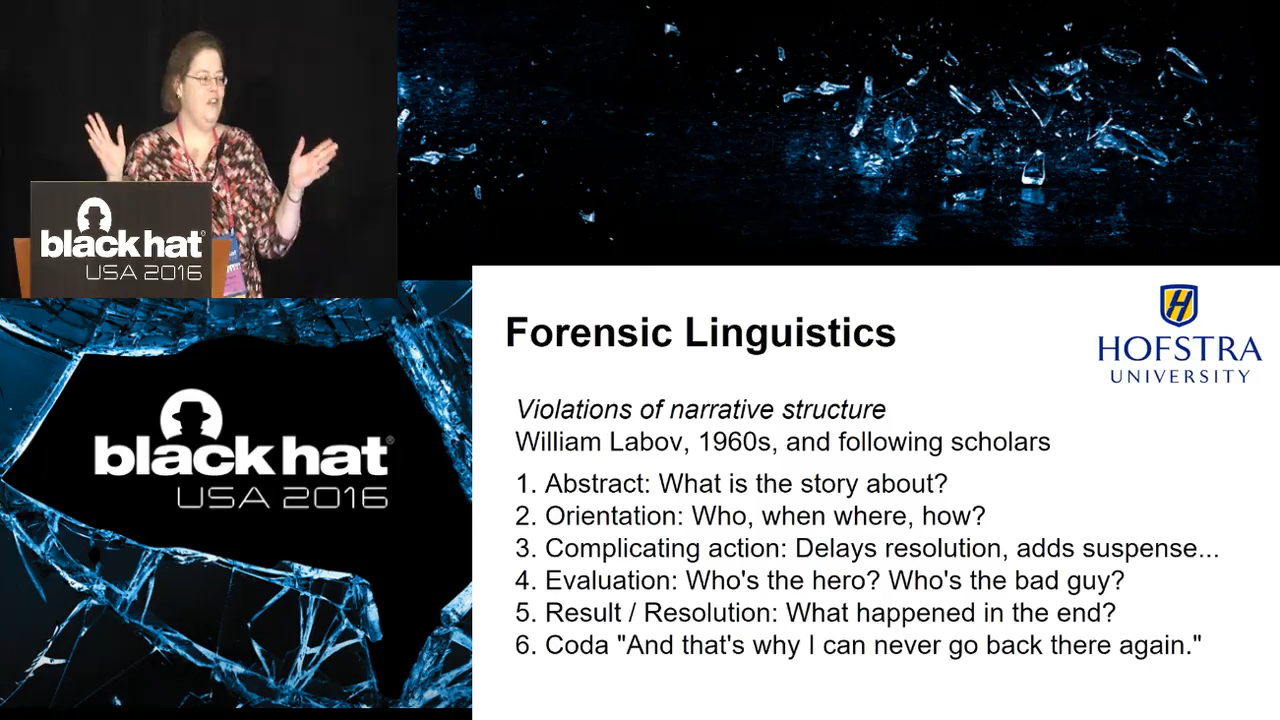 black hat
USA 2016
black hat®
USA 2016
Forensic Linguistics
HOFSTRA
UNIVERSITY
Violations of narrative structure
William Labov, 1960s, and following scholars
1. Abstract: What is the story about?
2. Orientation: Who, when where, how?
3. Complicating action: Delays resolution, adds suspense...
4. Evaluation: Who's the hero? Who's the bad guy?
5. Result / Resolution: What happened in the end?
6. Coda "And that's why I can never go back there again."